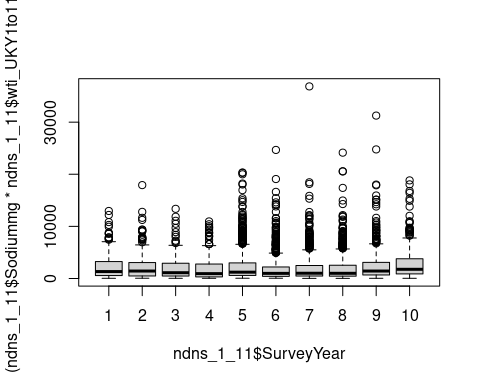 (ndns_1_11$Sodiummg * ndns_1_11$wti_UKY1to11
30000
10000
0
1 2 3 4 5 6 7 8 9 10
ndns_1_11$SurveyYear